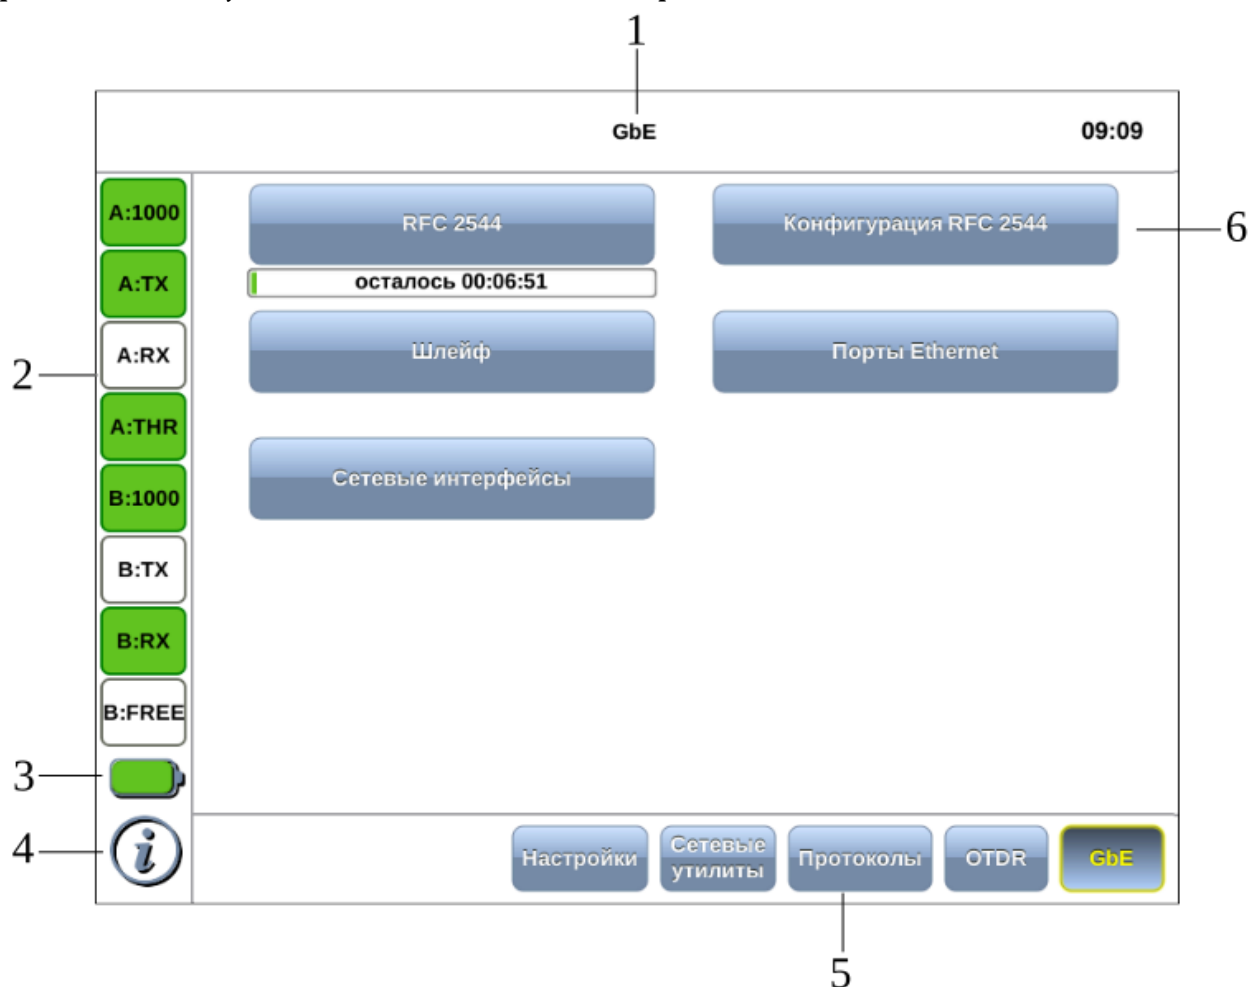 1
GbE 09:09
A:1000 RFC 2544 Конфигурация RFC 2544 6
A:TX осталось 00:06:51
2 A:RX Шлейф Порты Ethernet
A:THR
B:1000 Сетевые интерфейсы
B:TX
B:RX
B:FREE
3
4 i Настройки Сетевые утилиты Протоколы OTDR GbE
5